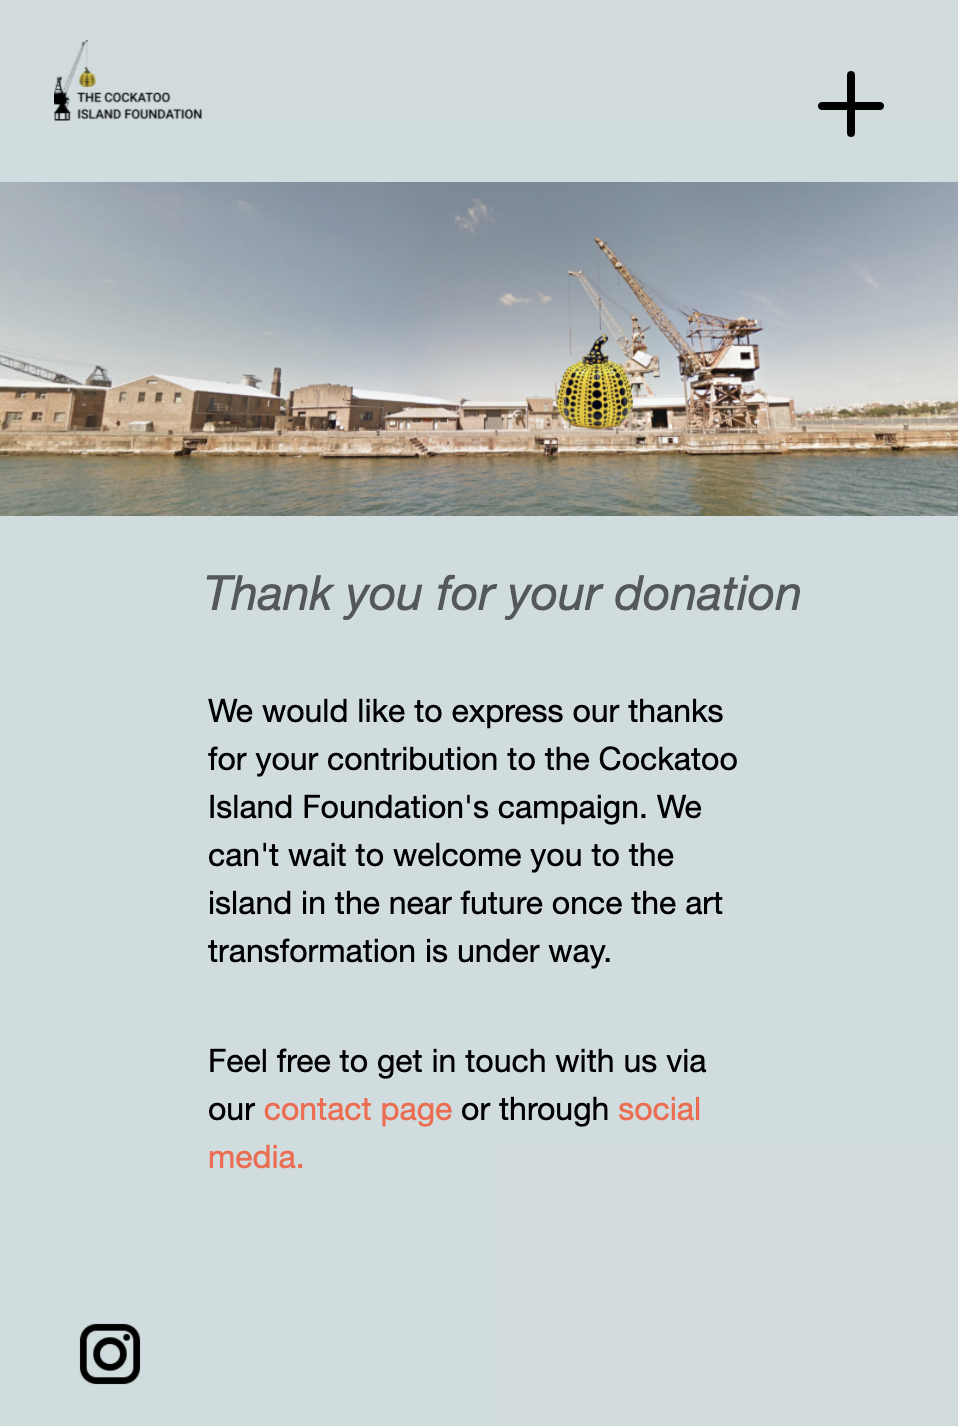 THE COCKATOO
ISLAND FOUNDATION
Thank you for your donation
We would like to express our thanks
for your contribution to the Cockatoo
Island Foundation's campaign. We
can't wait to welcome you to the
island in the near future once the art
transformation is under way.
Feel free to get in touch with us via
our contact page or through social
media.